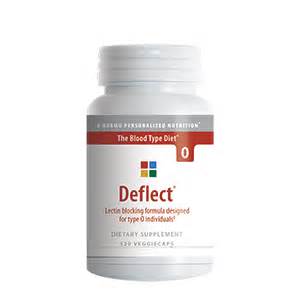 D'ADAMO PERSONALIZED NUTRITION®
The Blood Type Diet®
O
Deflect®
Lectin blocking formula designed
for type O individuals‡
DIETARY SUPPLEMENT
120 VEGGIECAPS